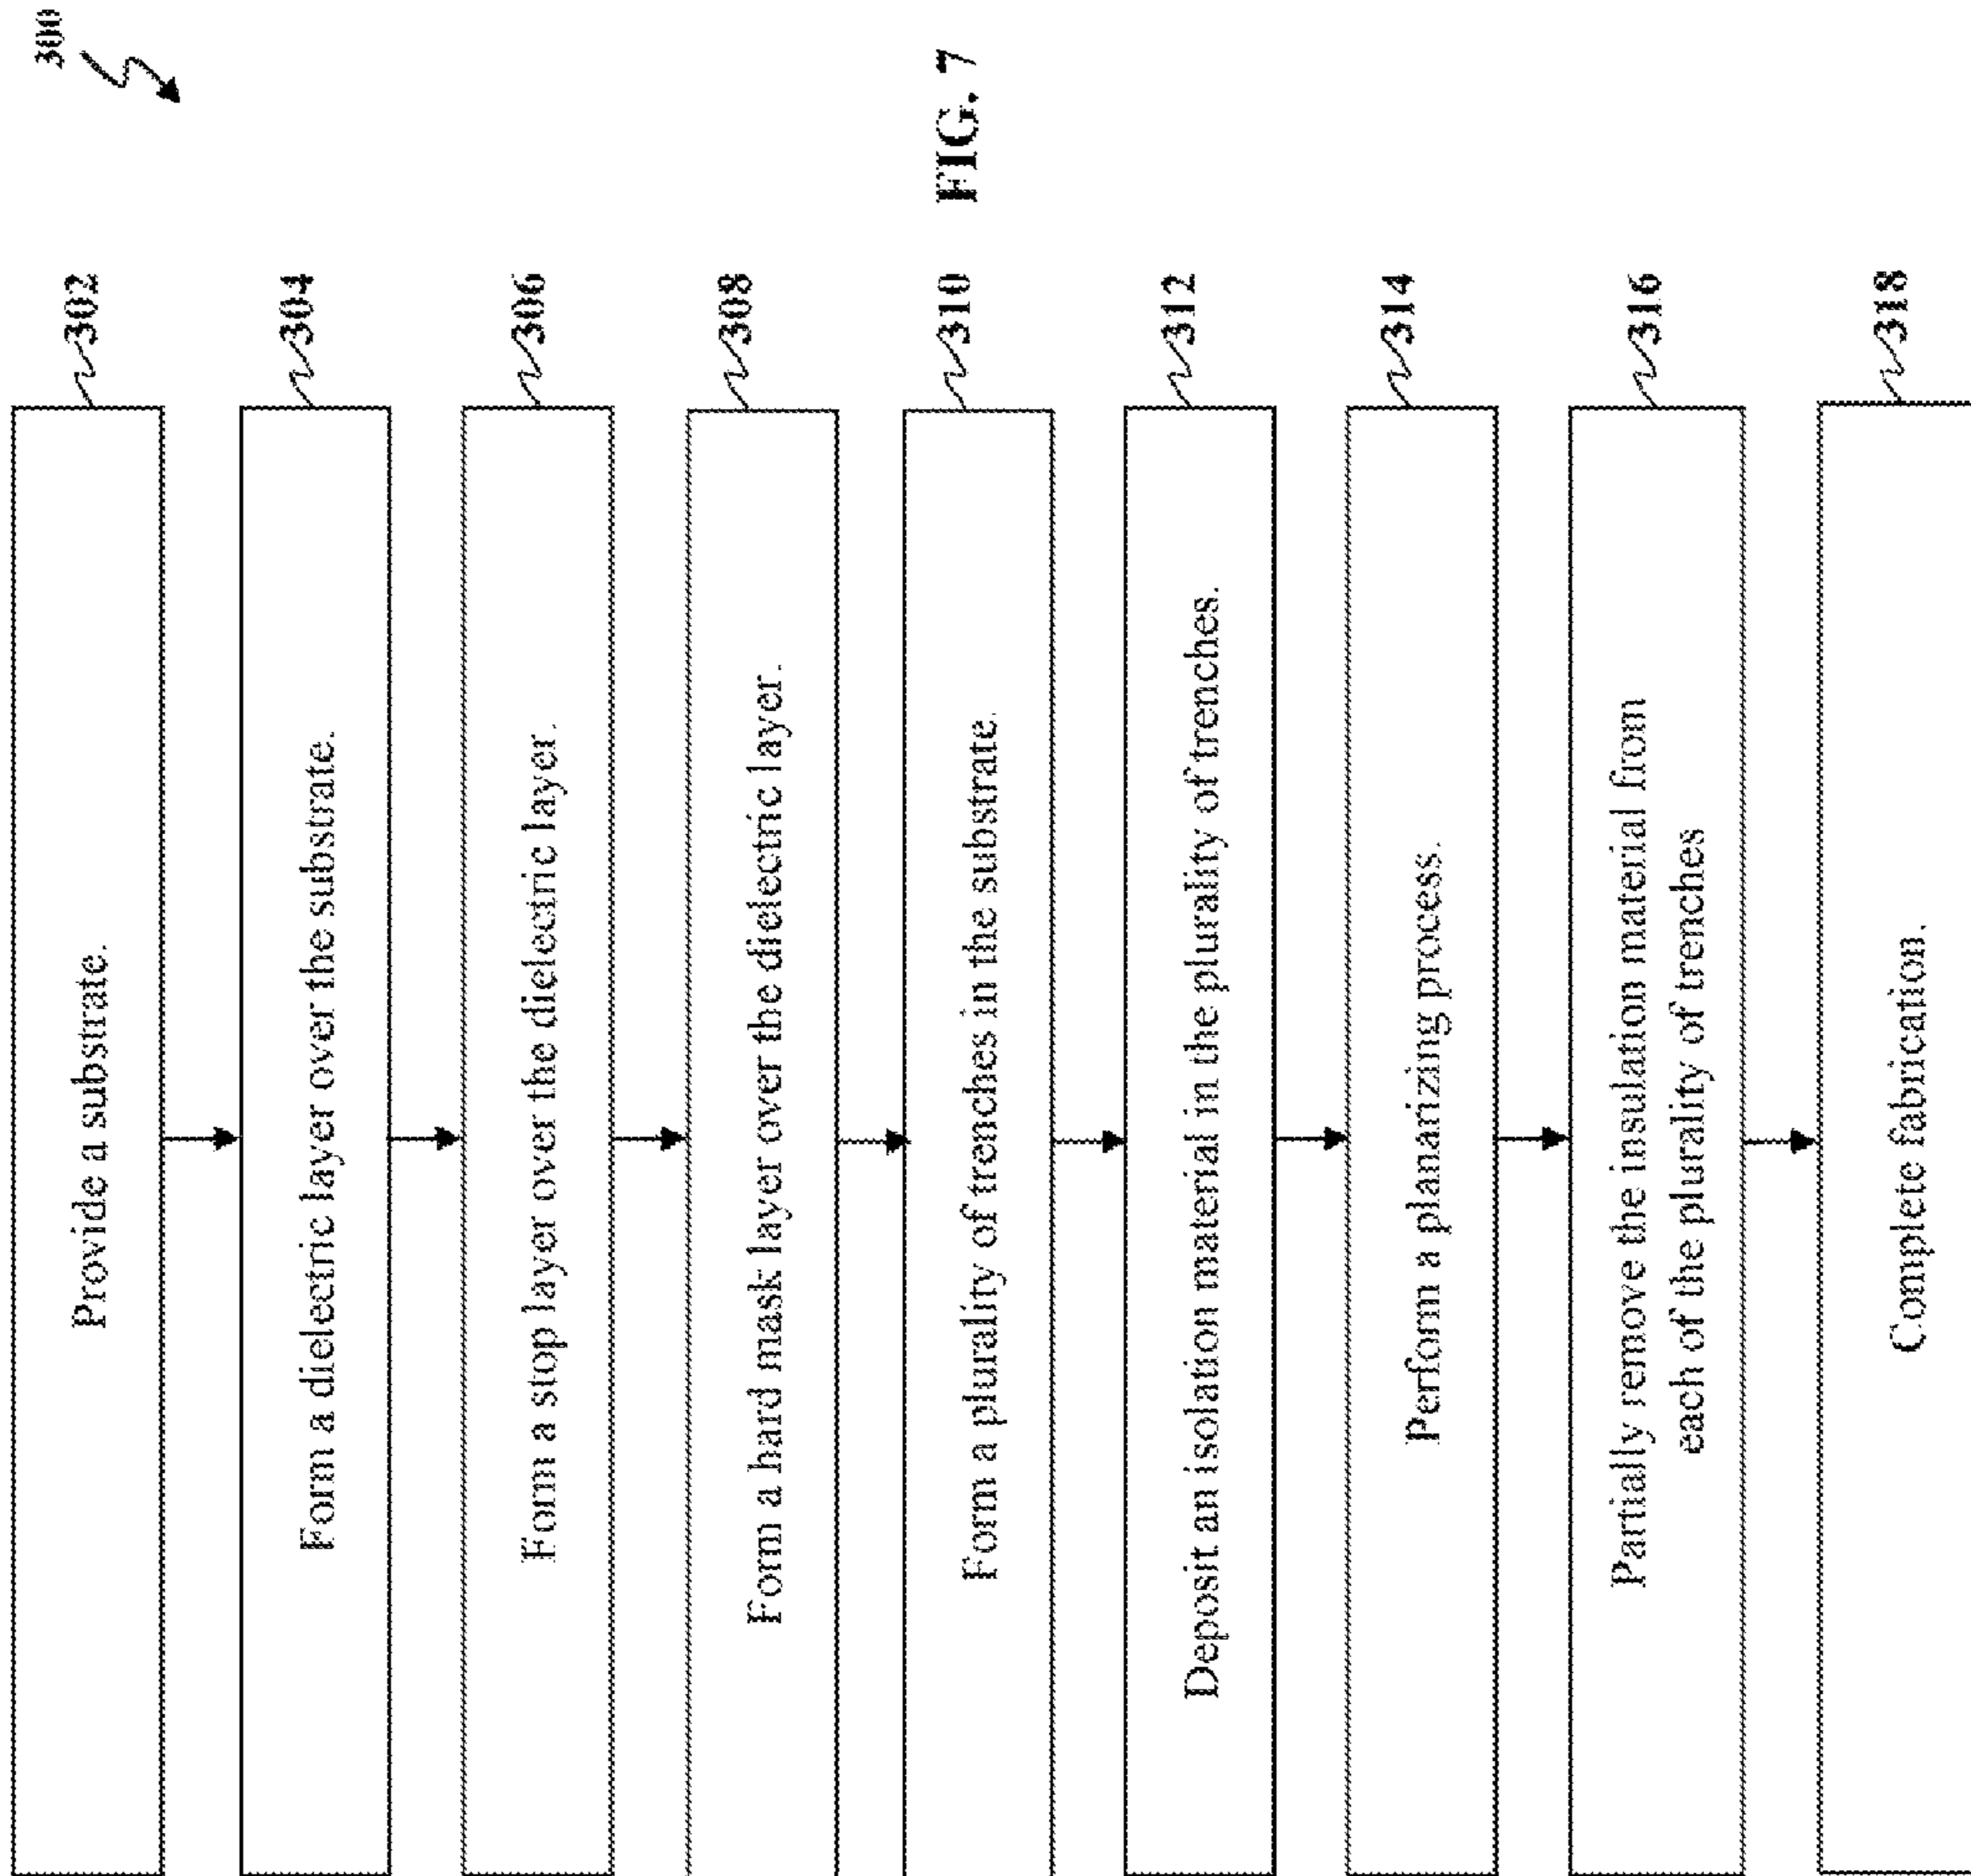 300
Provide a substrate.
302
Form a dielectric layer over the substrate.
304
Form a stop layer over the dielectric layer.
306
Form a hard mask layer over the dielectric layer.
308
Form a plurality of trenches in the substrate.
310
Deposit an isolation material in the plurality of trenches.
312
Perform a planarizing process.
314
Partially remove the insulation material from
each of the plurality of trenches
316
Complete fabrication.
318
FIG. 7